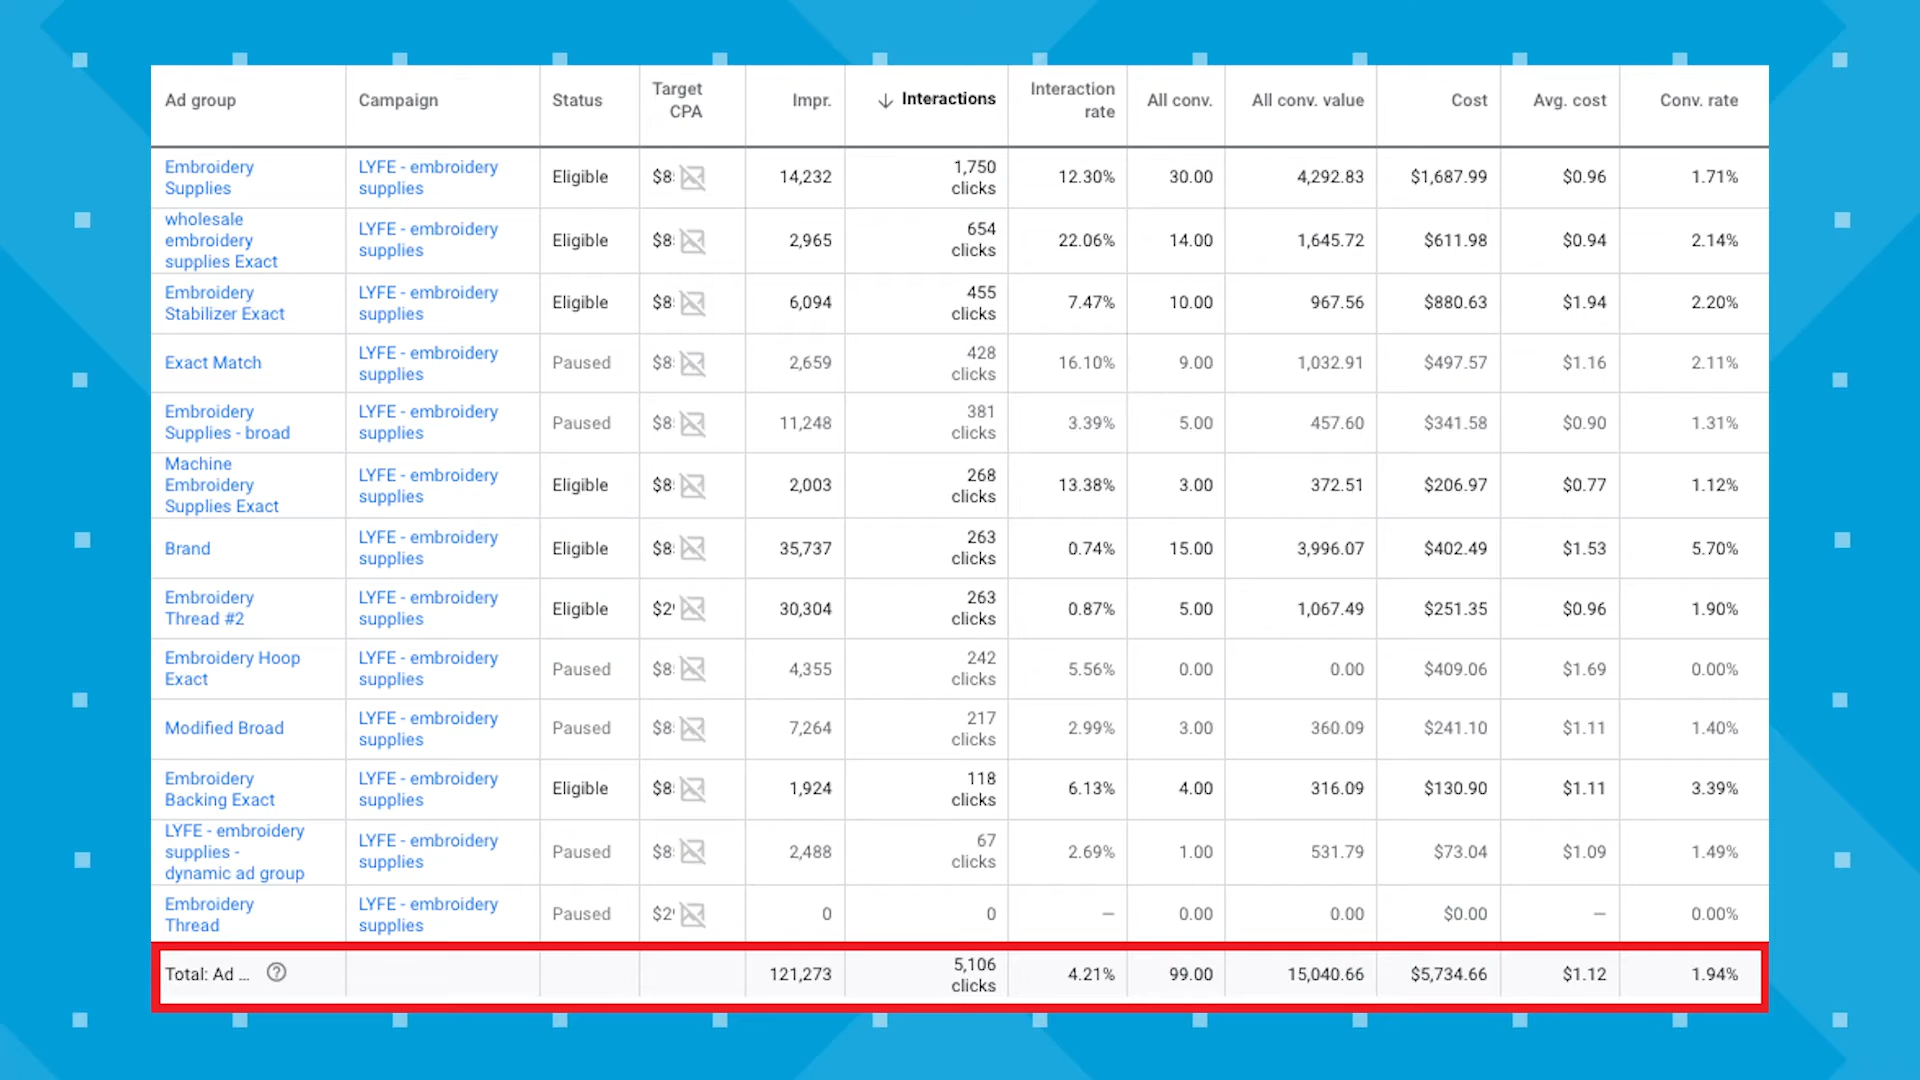 Ad group Campaign Status Target CPA Impr. ↓ Interactions Interaction rate All conv. All conv. value Cost Avg. cost Conv. rate
Embroidery Supplies LYFE - embroidery supplies Eligible $8 14,232 1,750 clicks 12.30% 30.00 4,292.83 $1,687.99 $0.96 1.71%
wholesale embroidery supplies Exact LYFE - embroidery supplies Eligible $8 2,965 654 clicks 22.06% 14.00 1,645.72 $611.98 $0.94 2.14%
Embroidery Stabilizer Exact LYFE - embroidery supplies Eligible $8 6,094 455 clicks 7.47% 10.00 967.56 $880.63 $1.94 2.20%
Exact Match LYFE - embroidery supplies Paused $8 2,659 428 clicks 16.10% 9.00 1,032.91 $497.57 $1.16 2.11%
Embroidery Supplies - broad LYFE - embroidery supplies Paused $8 11,248 381 clicks 3.39% 5.00 457.60 $341.58 $0.90 1.31%
Machine Embroidery Supplies Exact LYFE - embroidery supplies Eligible $8 2,003 268 clicks 13.38% 3.00 372.51 $206.97 $0.77 1.12%
Brand LYFE - embroidery supplies Eligible $8 35,737 263 clicks 0.74% 15.00 3,996.07 $402.49 $1.53 5.70%
Embroidery Thread #2 LYFE - embroidery supplies Eligible $2 30,304 263 clicks 0.87% 5.00 1,067.49 $251.35 $0.96 1.90%
Embroidery Hoop Exact LYFE - embroidery supplies Paused $8 4,355 242 clicks 5.56% 0.00 0.00 $409.06 $1.69 0.00%
Modified Broad LYFE - embroidery supplies Paused $8 7,264 217 clicks 2.99% 3.00 360.09 $241.10 $1.11 1.40%
Embroidery Backing Exact LYFE - embroidery supplies Eligible $8 1,924 118 clicks 6.13% 4.00 316.09 $130.90 $1.11 3.39%
LYFE - embroidery supplies - dynamic ad group LYFE - embroidery supplies Paused $8 2,488 67 clicks 2.69% 1.00 531.79 $73.04 $1.09 1.49%
Embroidery Thread LYFE - embroidery supplies Paused $2 0 0 — 0.00 0.00 $0.00 — 0.00%
Total: Ad ... ? 121,273 5,106 clicks 4.21% 99.00 15,040.66 $5,734.66 $1.12 1.94%